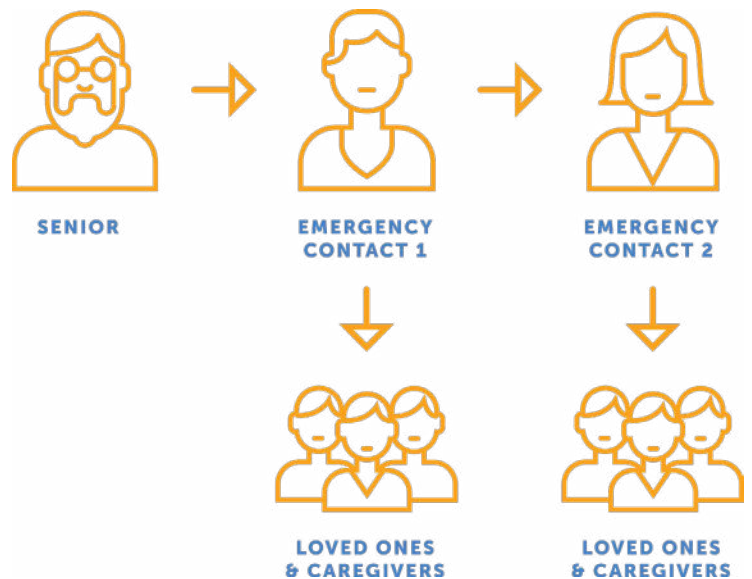 SENIOR
EMERGENCY
CONTACT 1
EMERGENCY
CONTACT 2
LOVED ONES
& CAREGIVERS
LOVED ONES
& CAREGIVERS